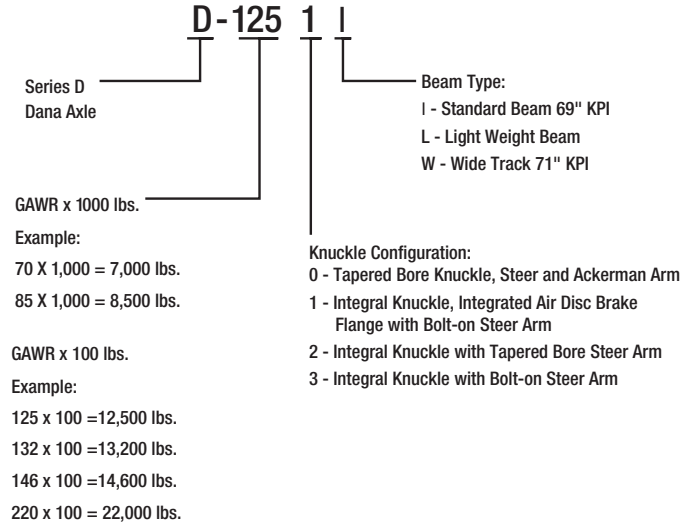 D-125 1 I
Series D
Dana Axle
Beam Type:
I - Standard Beam 69" KPI
L - Light Weight Beam
W - Wide Track 71" KPI
GAWR x 1000 lbs.
Example:
70 X 1,000 = 7,000 lbs.
85 X 1,000 = 8,500 lbs.
Knuckle Configuration:
0 - Tapered Bore Knuckle, Steer and Ackerman Arm
1 - Integral Knuckle, Integrated Air Disc Brake
Flange with Bolt-on Steer Arm
2 - Integral Knuckle with Tapered Bore Steer Arm
3 - Integral Knuckle with Bolt-on Steer Arm
GAWR x 100 lbs.
Example:
125 x 100 =12,500 lbs.
132 x 100 =13,200 lbs.
146 x 100 =14,600 lbs.
220 x 100 = 22,000 lbs.